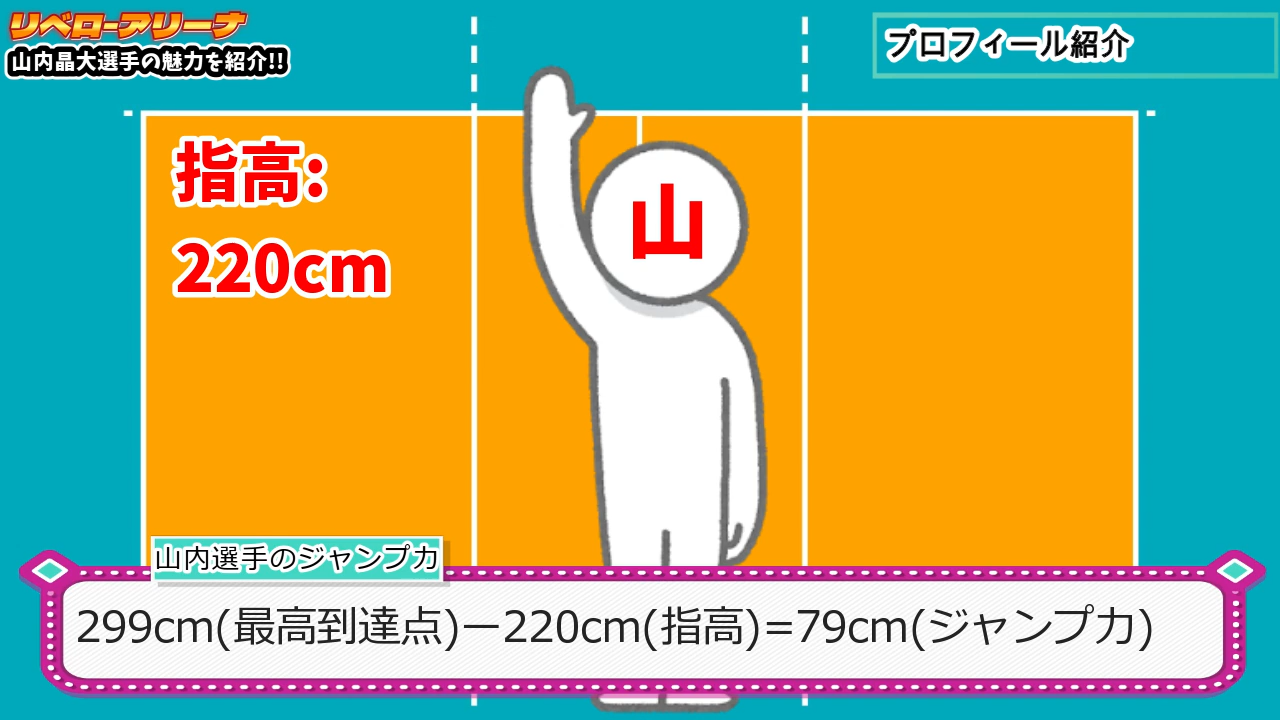 リベローアリーナ
山内晶大選手の魅力を紹介!!
プロフィール紹介
指高:
220cm
山
山内選手のジャンプ力
299cm(最高到達点)ー220cm(指高)=79cm(ジャンプ力)